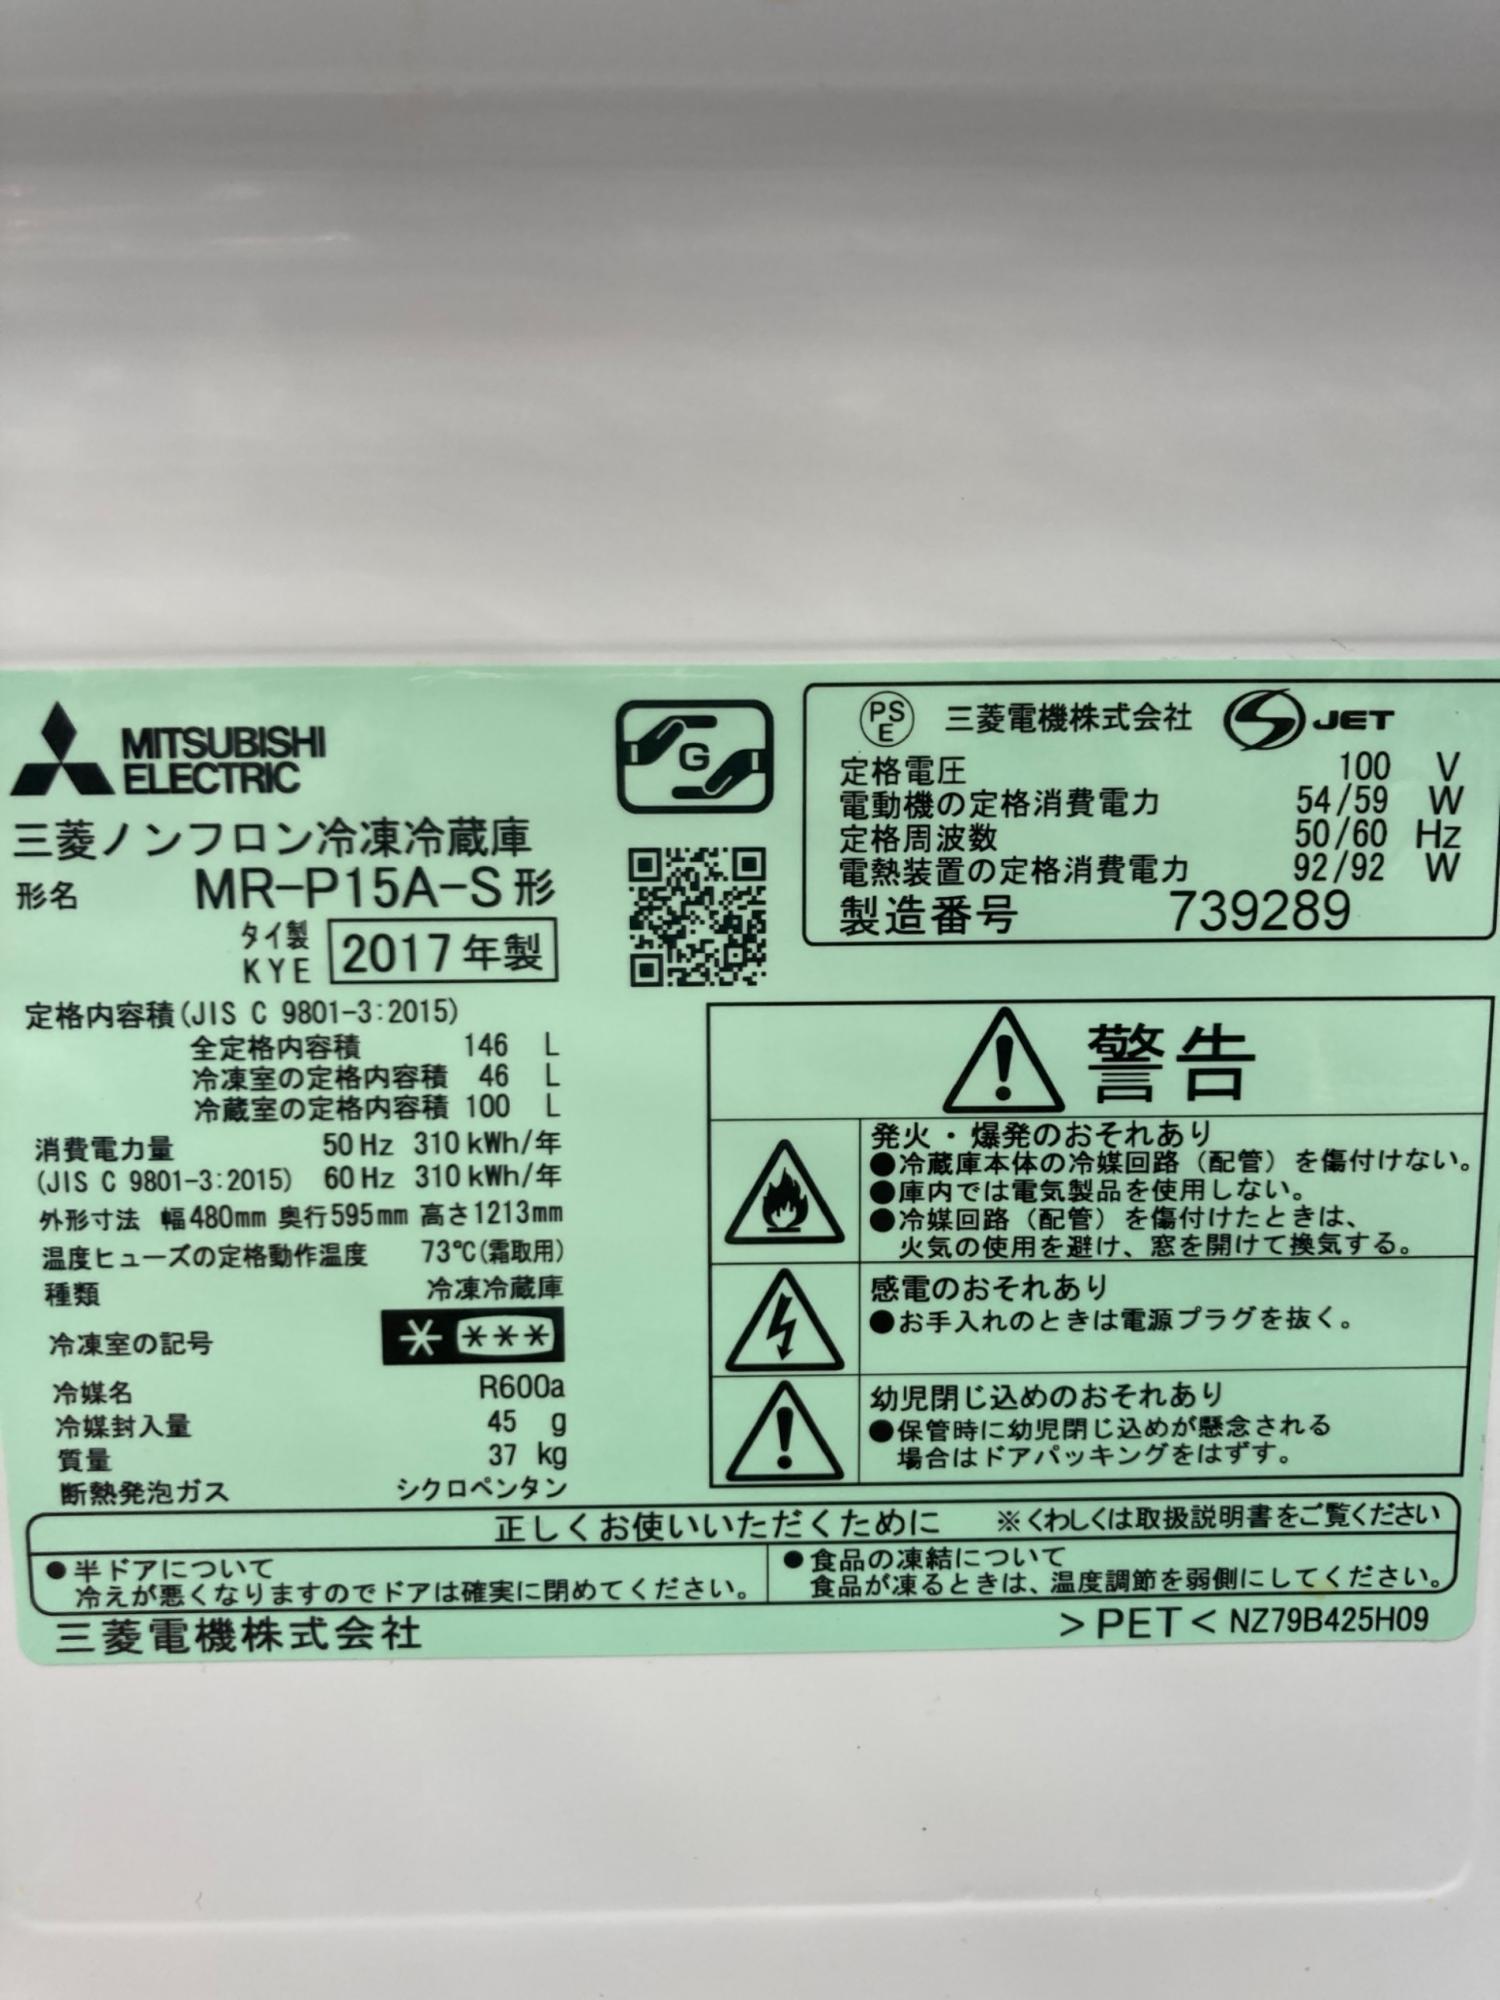 MITSUBISHI
ELECTRIC
三菱ノンフロン冷凍冷蔵庫
形名 MR-P15A-S形
タイ製
KYE
2017年製
定格内容積(JIS C 9801-3:2015)
全定格内容積 146 L
冷凍室の定格内容積 46 L
冷蔵室の定格内容積 100 L
消費電力量 50Hz 310kWh/年
(JIS C 9801-3:2015) 60Hz 310kWh/年
外形寸法 幅480mm 奥行595mm 高さ1213mm
温度ヒューズの定格動作温度 73℃(霜取用)
種類 冷凍冷蔵庫
冷凍室の記号 * ***
冷媒名 R600a
冷媒封入量 45 g
質量 37 kg
断熱発泡ガス シクロペンタン
G
PS
E
三菱電機株式会社 JET
定格電圧 100 V
電動機の定格消費電力 54/59 W
定格周波数 50/60 Hz
電熱装置の定格消費電力 92/92 W
製造番号 739289
警告
発火・爆発のおそれあり
●冷蔵庫本体の冷媒回路（配管）を傷付けない。
●庫内では電気製品を使用しない。
●冷媒回路（配管）を傷付けたときは、
火気の使用を避け、窓を開けて換気する。
感電のおそれあり
●お手入れのときは電源プラグを抜く。
幼児閉じ込めのおそれあり
●保管時に幼児閉じ込めが懸念される
場合はドアパッキングをはずす。
正しくお使いいただくために ※くわしくは取扱説明書をご覧ください
●半ドアについて
冷えが悪くなりますのでドアは確実に閉めてください。
●食品の凍結について
食品が凍るときは、温度調節を弱側にしてください。
三菱電機株式会社
>PET< NZ79B425H09